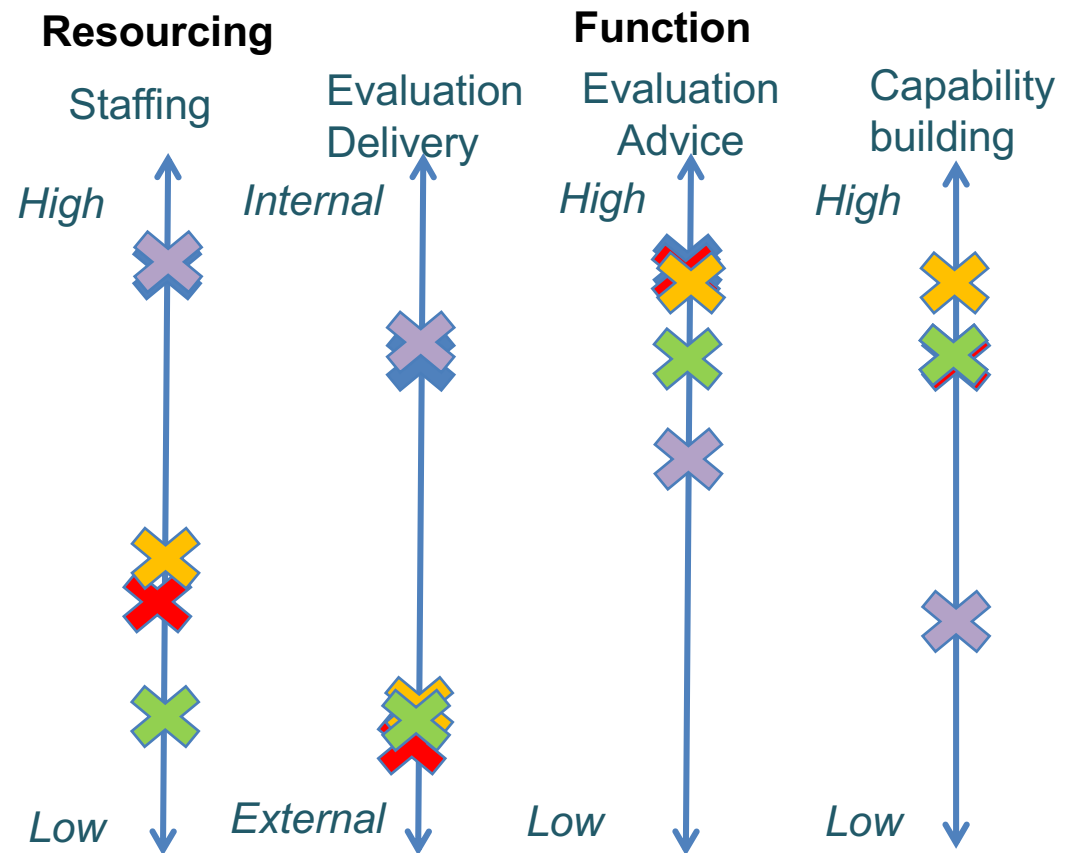 Resourcing
Function
Staffing
Evaluation
Delivery
Evaluation
Advice
Capability
building
High
Internal
High
High
Low
External
Low
Low